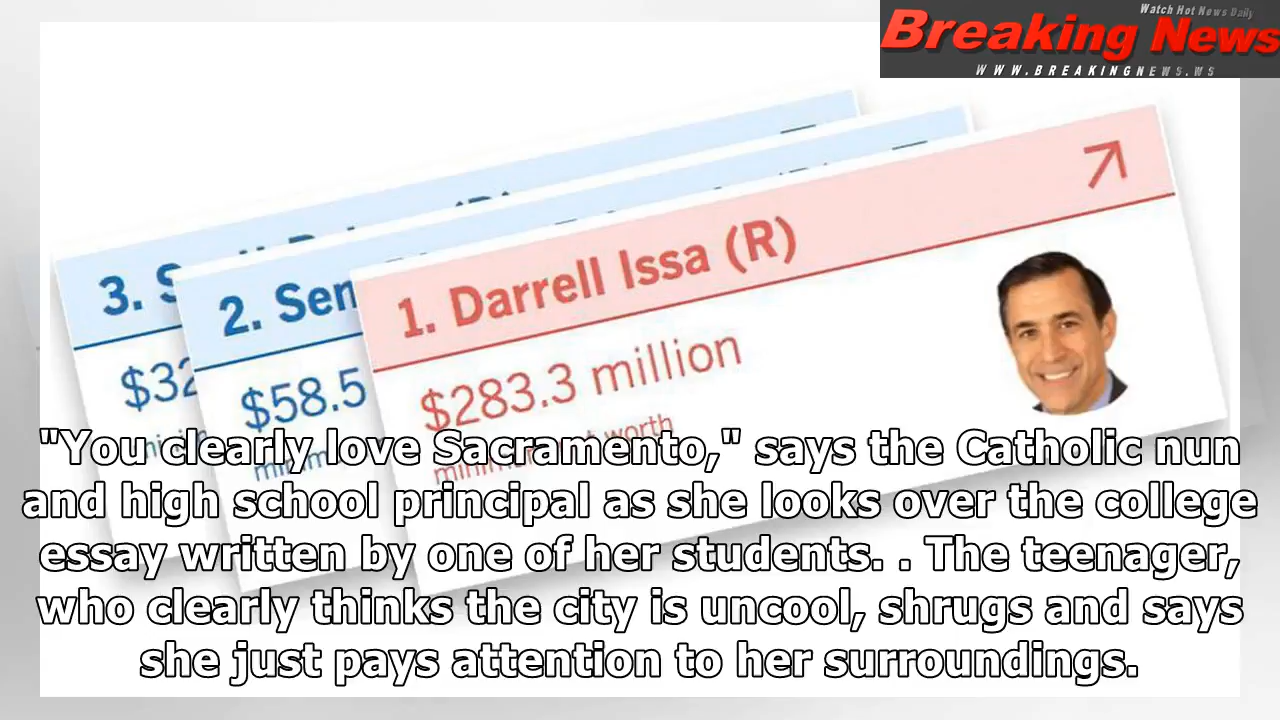 Watch Hot News Daily
Breaking News
WWW.BREAKINGNEWS.WS
3. S
2. Sen
1. Darrell Issa (R)
$32
$58.5
$283.3 million
"You clearly love Sacramento," says the Catholic nun
and high school principal as she looks over the college
essay written by one of her students. . The teenager,
who clearly thinks the city is uncool, shrugs and says
she just pays attention to her surroundings.